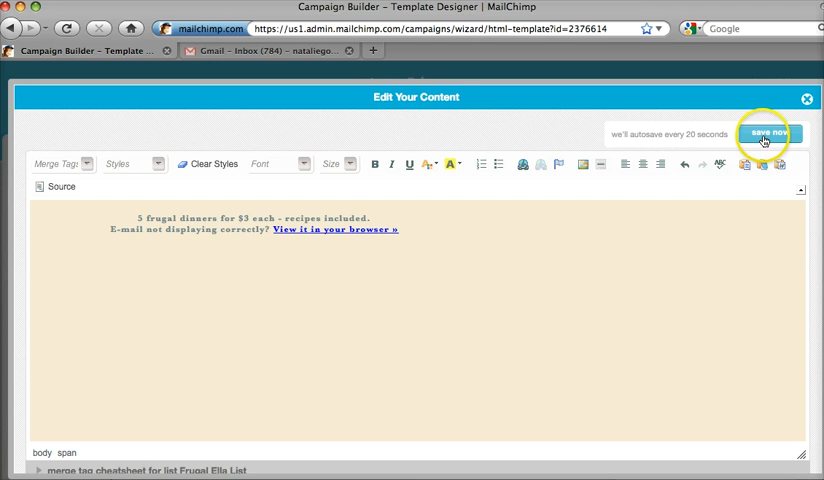 Campaign Builder - Template Designer | MailChimp
mailchimp.com
https://us1.admin.mailchimp.com/campaigns/wizard/html-template?id=2376614
Google
Campaign Builder - Template ...
Gmail - Inbox (784) - nataliego...
Edit Your Content
we'll autosave every 20 seconds
save now
Merge Tag:
Styles
Clear Styles
Font
Size
B I U
ABC
Source
5 frugal dinners for $3 each - recipes included.
E-mail not displaying correctly? View it in your browser »
body span
merge tag cheatsheet for list Frugal Ella List